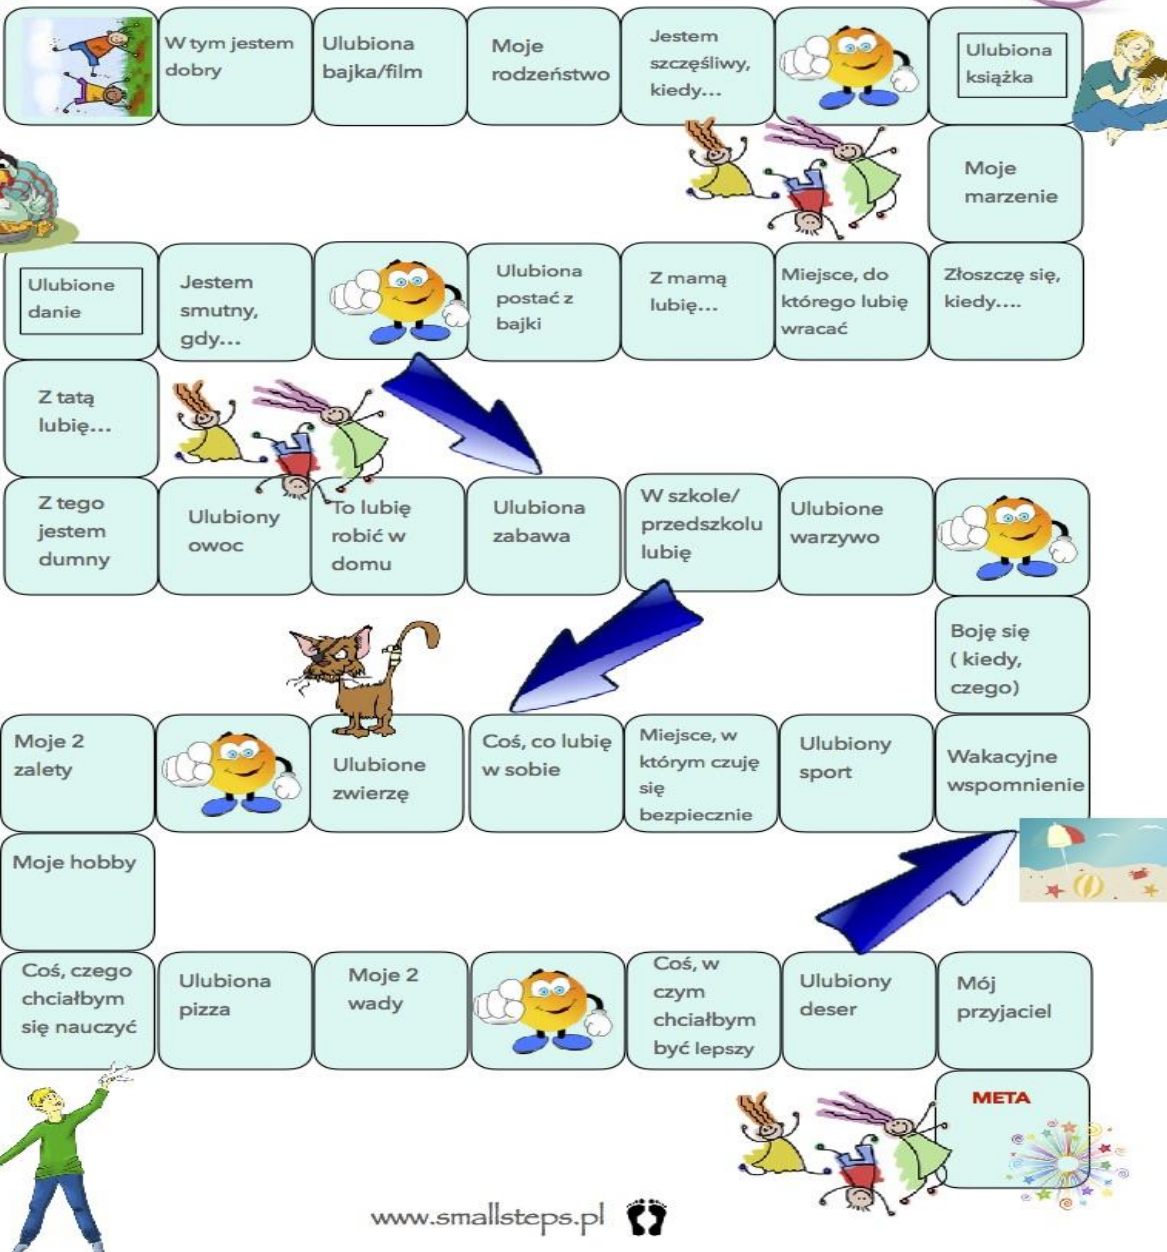 W tym jestem
dobry
Ulubiona
bajka/film
Moje
rodzeństwo
Jestem
szczęśliwy,
kiedy...
Ulubiona
książka
Moje
marzenie
Ulubione
danie
Jestem
smutny,
gdy...
Ulubiona
postać z
bajki
Z mamą
lubię...
Miejsce, do
którego lubię
wracać
Złoszczę się,
kiedy....
Z tatą
lubię...
Z tego
jestem
dumny
Ulubiony
owoc
To lubię
robić w
domu
Ulubiona
zabawa
W szkole/
przedszkolu
lubię
Ulubione
warzywo
Boję się
( kiedy,
czego)
Moje 2
zalety
Ulubione
zwierzę
Coś, co lubię
w sobie
Miejsce, w
którym czuję
się
bezpiecznie
Ulubiony
sport
Wakacyjne
wspomnienie
Moje hobby
Coś, czego
chciałbym
się nauczyć
Ulubiona
pizza
Moje 2
wady
Coś, w
czym
chciałbym
być lepszy
Ulubiony
deser
Mój
przyjaciel
META
www.smallsteps.pl